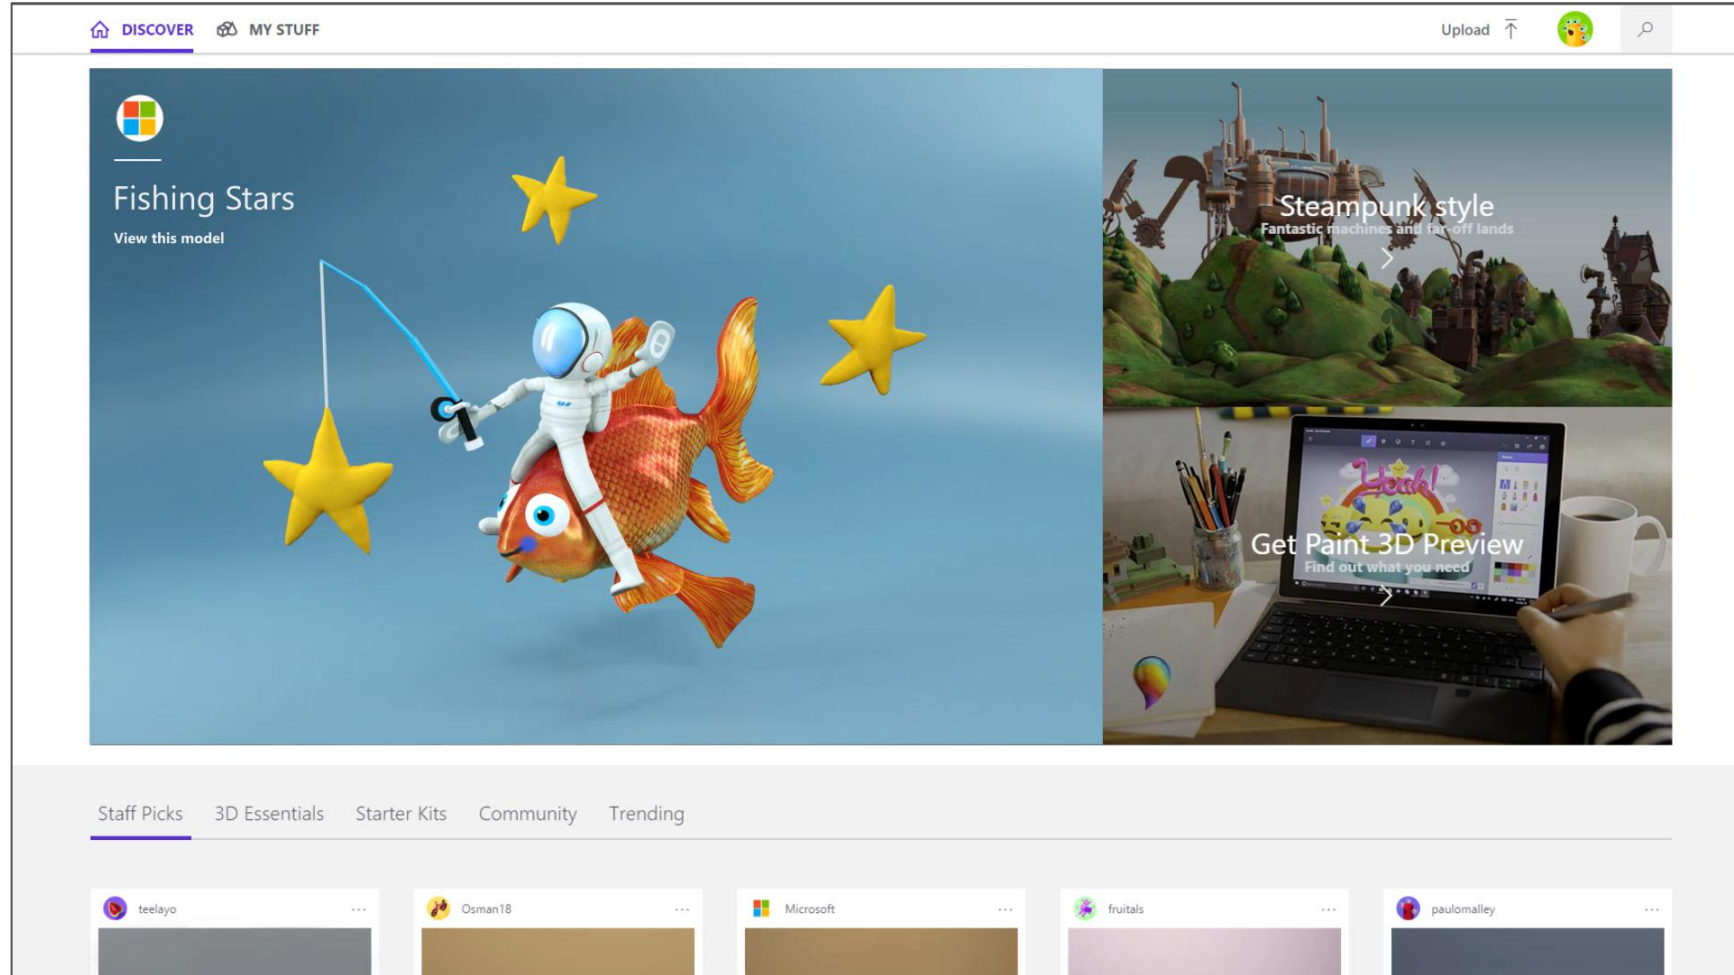 DISCOVER
MY STUFF
Upload
Fishing Stars
View this model
Steampunk style
Fantastic machines and far-off lands
Yeah!
Get Paint 3D Preview
Find out what you need
Staff Picks
3D Essentials
Starter Kits
Community
Trending
teelayo
Osman18
Microsoft
fruitals
paulomalley